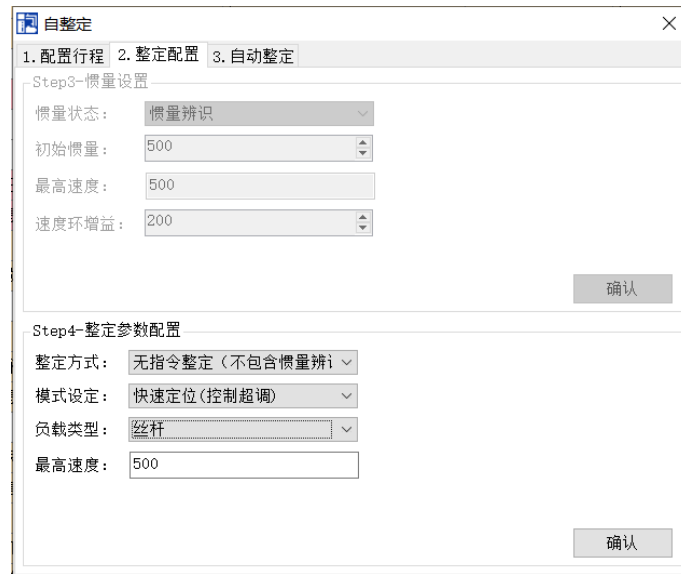 自整定
1.配置行程 2.整定配置 3.自动整定
Step3-惯量设置
惯量状态： 惯量辨识
初始惯量： 500
最高速度： 500
速度环增益： 200
确认
Step4-整定参数配置
整定方式： 无指令整定（不包含惯量辨
模式设定： 快速定位(控制超调)
负载类型： 丝杆
最高速度： 500
确认